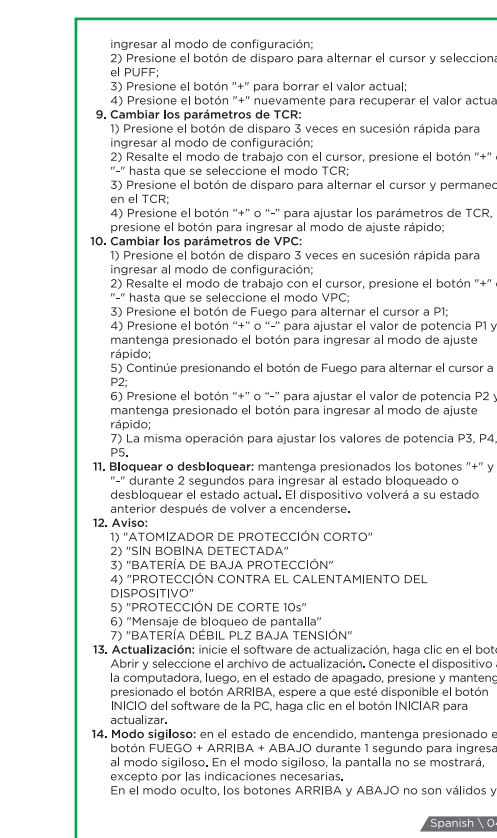 ingresar al modo de configuración;
2) Presione el botón de disparo para alternar el cursor y selecciona
el PUFF;
3) Presione el botón "+" para borrar el valor actual;
4) Presione el botón "+" nuevamente para recuperar el valor actua
9. Cambiar los parámetros de TCR:
1) Presione el botón de disparo 3 veces en sucesión rápida para
ingresar al modo de configuración;
2) Resalte el modo de trabajo con el cursor, presione el botón "+" o
"-" hasta que se seleccione el modo TCR;
3) Presione el botón de disparo para alternar el cursor y permanec
en el TCR;
4) Presione el botón “+” o “-” para ajustar los parámetros de TCR,
presione el botón para ingresar al modo de ajuste rápido;
10. Cambiar los parámetros de VPC:
1) Presione el botón de disparo 3 veces en sucesión rápida para
ingresar al modo de configuración;
2) Resalte el modo de trabajo con el cursor, presione el botón "+" o
"-" hasta que se seleccione el modo VPC;
3) Presione el botón de Fuego para alternar el cursor a P1;
4) Presione el botón “+” o “-” para ajustar el valor de potencia P1 y
mantenga presionado el botón para ingresar al modo de ajuste
rápido;
5) Continúe presionando el botón de Fuego para alternar el cursor a
P2;
6) Presione el botón “+” o “-” para ajustar el valor de potencia P2 y
mantenga presionado el botón para ingresar al modo de ajuste
rápido;
7) La misma operación para ajustar los valores de potencia P3, P4,
P5.
11. Bloquear o desbloquear: mantenga presionados los botones "+" y
"-" durante 2 segundos para ingresar al estado bloqueado o
desbloquear el estado actual. El dispositivo volverá a su estado
anterior después de volver a encenderse.
12. Aviso:
1) "ATOMIZADOR DE PROTECCIÓN CORTO"
2) "SIN BOBINA DETECTADA"
3) "BATERÍA DE BAJA PROTECCIÓN"
4) "PROTECCIÓN CONTRA EL CALENTAMIENTO DEL
DISPOSITIVO"
5) "PROTECCIÓN DE CORTE 10s"
6) "Mensaje de bloqueo de pantalla"
7) "BATERÍA DÉBIL PLZ BAJA TENSIÓN"
13. Actualización: inicie el software de actualización, haga clic en el botó
Abrir y seleccione el archivo de actualización. Conecte el dispositivo a
la computadora, luego, en el estado de apagado, presione y manteng
presionado el botón ARRIBA, espere a que esté disponible el botón
INICIO del software de la PC, haga clic en el botón INICIAR para
actualizar.
14. Modo sigiloso: en el estado de encendido, mantenga presionado e
botón FUEGO + ARRIBA + ABAJO durante 1 segundo para ingresa
al modo sigiloso. En el modo sigiloso, la pantalla no se mostrará,
excepto por las indicaciones necesarias.
En el modo oculto, los botones ARRIBA y ABAJO no son válidos y
Spanish \ 04